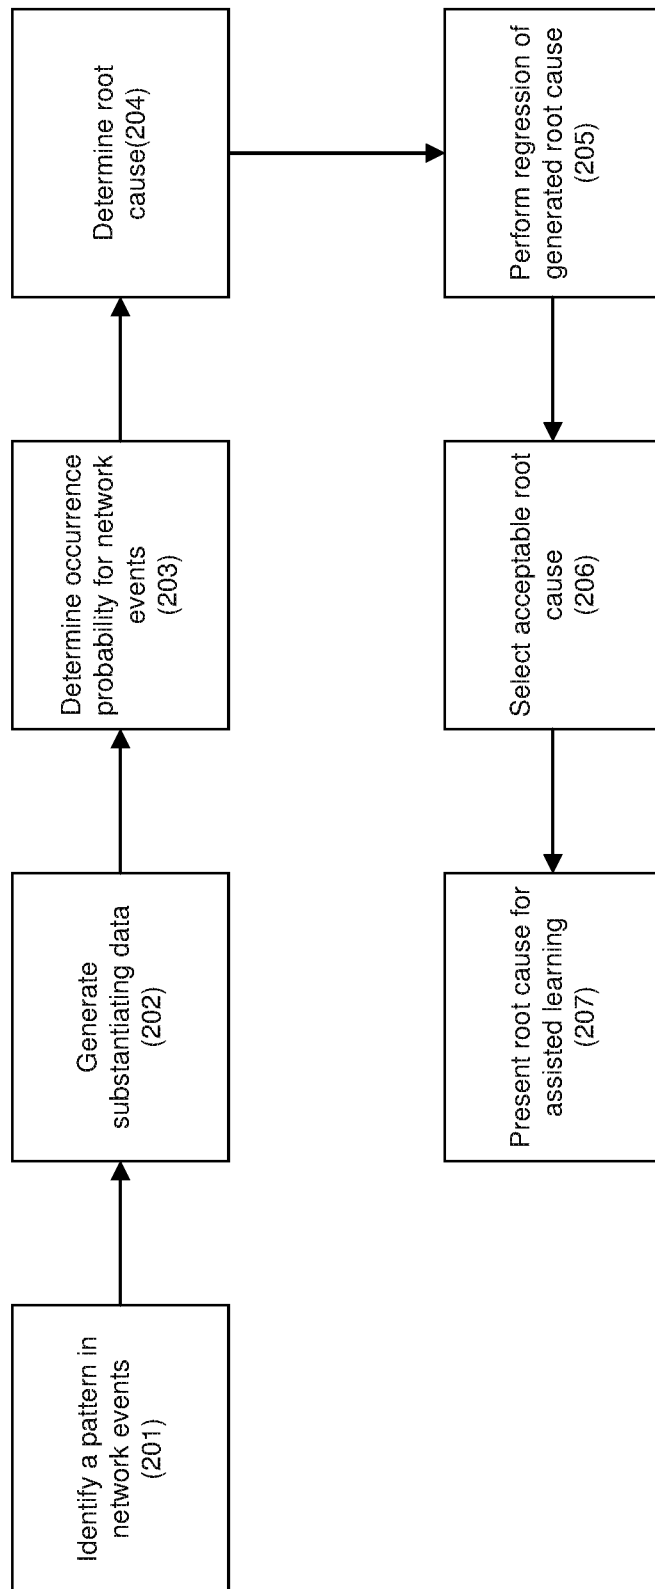 Identify a pattern in
network events
(201)
Generate
substantiating data
(202)
Determine occurrence
probability for network
events
(203)
Determine root
cause(204)
Perform regression of
generated root cause
(205)
Select acceptable root
cause
(206)
Present root cause for
assisted learning
(207)